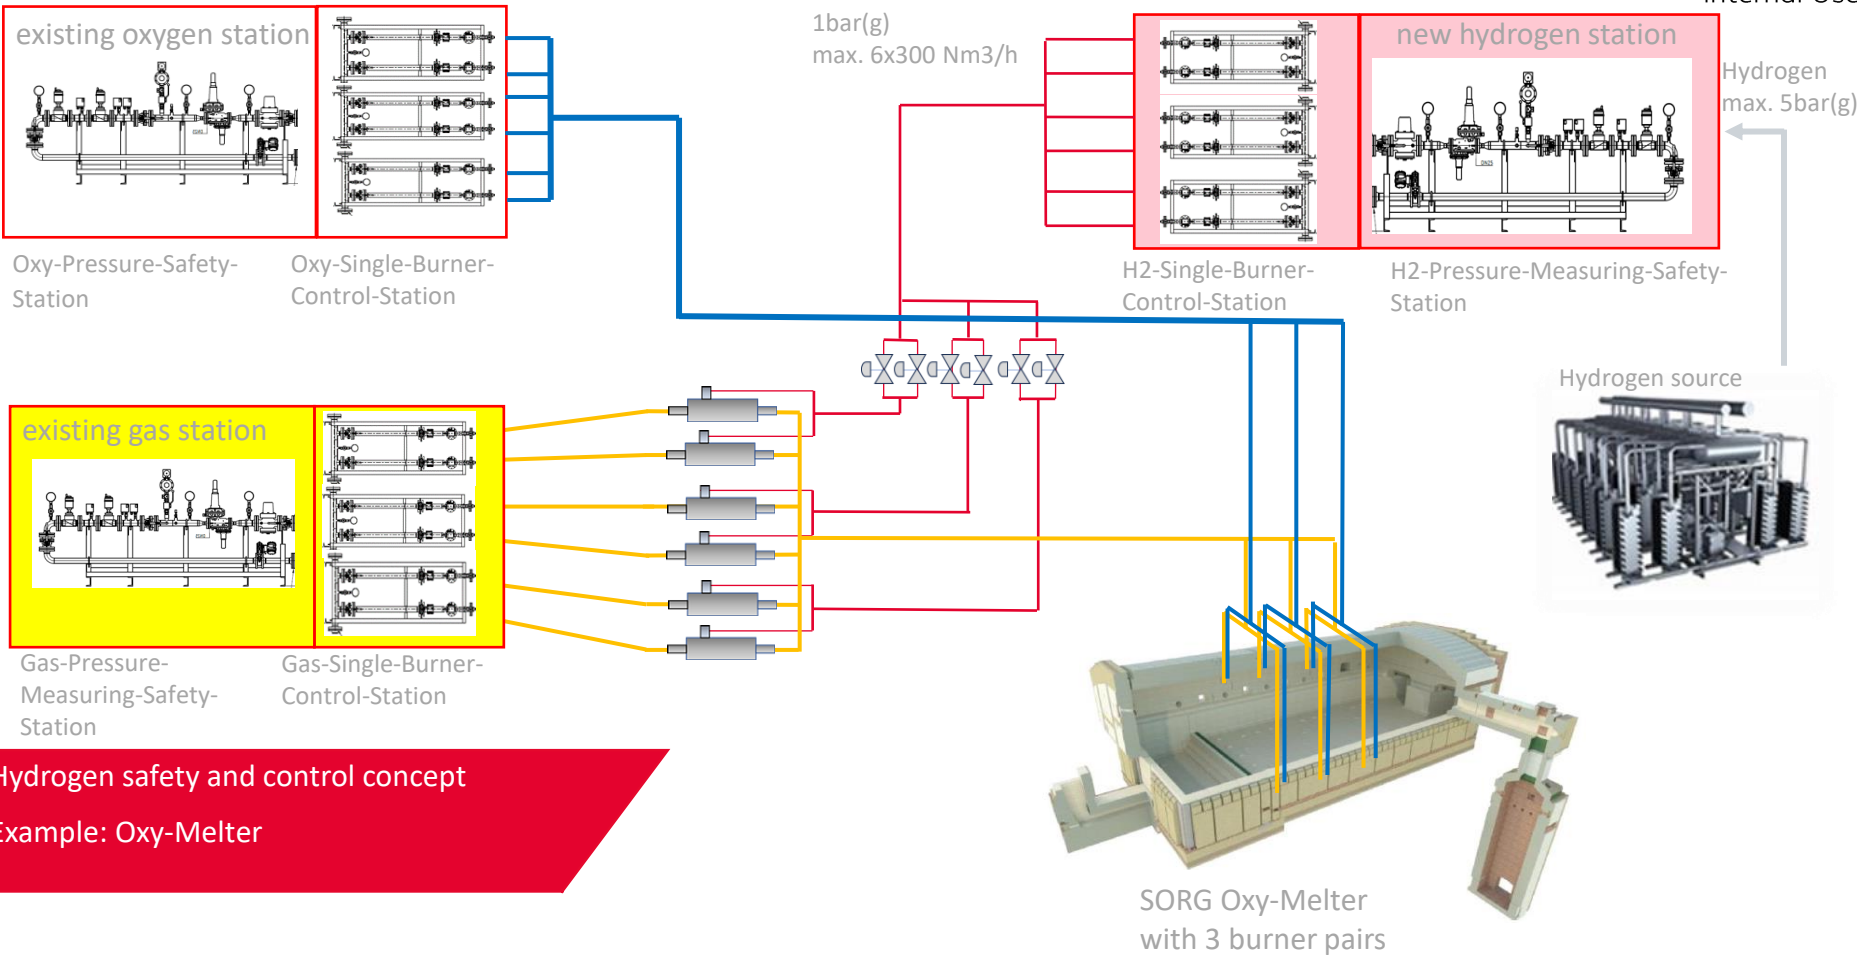 Internal Use
existing oxygen station
1bar(g)
max. 6x300 Nm3/h
new hydrogen station
Hydrogen
max. 5bar(g)
Oxy-Pressure-Safety-
Station
Oxy-Single-Burner-
Control-Station
H2-Single-Burner-
Control-Station
H2-Pressure-Measuring-Safety-
Station
DN25
Hydrogen source
existing gas station
Gas-Pressure-
Measuring-Safety-
Station
Gas-Single-Burner-
Control-Station
Hydrogen safety and control concept
Example: Oxy-Melter
SORG Oxy-Melter
with 3 burner pairs